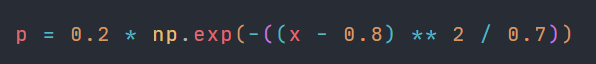 p = 0.2 * np.exp(-((x - 0.8) ** 2 / 0.7))